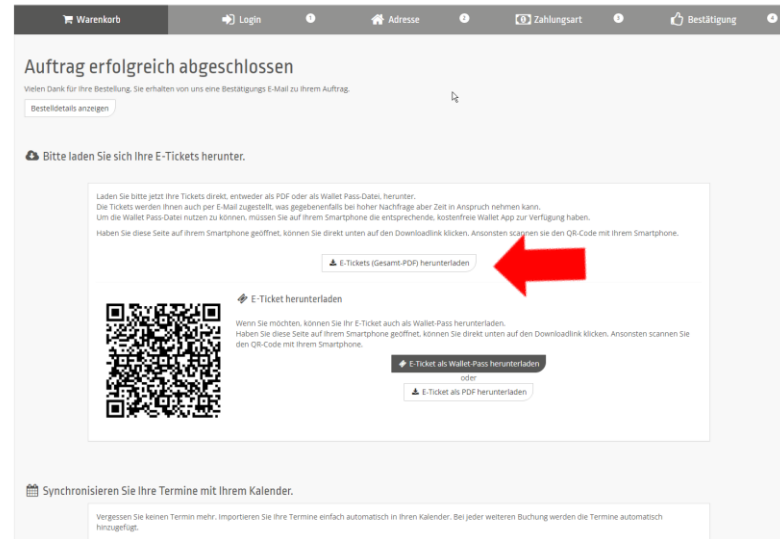 Warenkorb
Login 1
Adresse 2
Zahlungsart 3
Bestätigung 4
Auftrag erfolgreich abgeschlossen
Vielen Dank für Ihre Bestellung. Sie erhalten von uns eine Bestätigungs E-Mail zu Ihrem Auftrag.
Bestelldetails anzeigen
Bitte laden Sie sich Ihre E-Tickets herunter.
Laden Sie bitte jetzt Ihre Tickets direkt, entweder als PDF oder als Wallet Pass-Datei, herunter.
Die Tickets werden Ihnen auch per E-Mail zugestellt, was gegebenenfalls bei hoher Nachfrage aber Zeit in Anspruch nehmen kann.
Um die Wallet Pass-Datei nutzen zu können, müssen Sie auf Ihrem Smartphone die entsprechende, kostenfreie Wallet App zur Verfügung haben.
Haben Sie diese Seite auf Ihrem Smartphone geöffnet, können Sie direkt unten auf den Downloadlink klicken. Ansonsten scannen sie den QR-Code mit Ihrem Smartphone.
E-Tickets (Gesamt-PDF) herunterladen
E-Ticket herunterladen
Wenn Sie möchten, können Sie Ihr E-Ticket auch als Wallet-Pass herunterladen.
Haben Sie diese Seite auf Ihrem Smartphone geöffnet, können Sie direkt unten auf den Downloadlink klicken. Ansonsten scannen Sie
den QR-Code mit Ihrem Smartphone.
E-Ticket als Wallet-Pass herunterladen
oder
E-Ticket als PDF herunterladen
Synchronisieren Sie Ihre Termine mit Ihrem Kalender.
Vergessen Sie keinen Termin mehr. Importieren Sie Ihre Termine einfach automatisch in Ihren Kalender. Bei jeder weiteren Buchung werden die Termine automatisch
hinzugefügt.